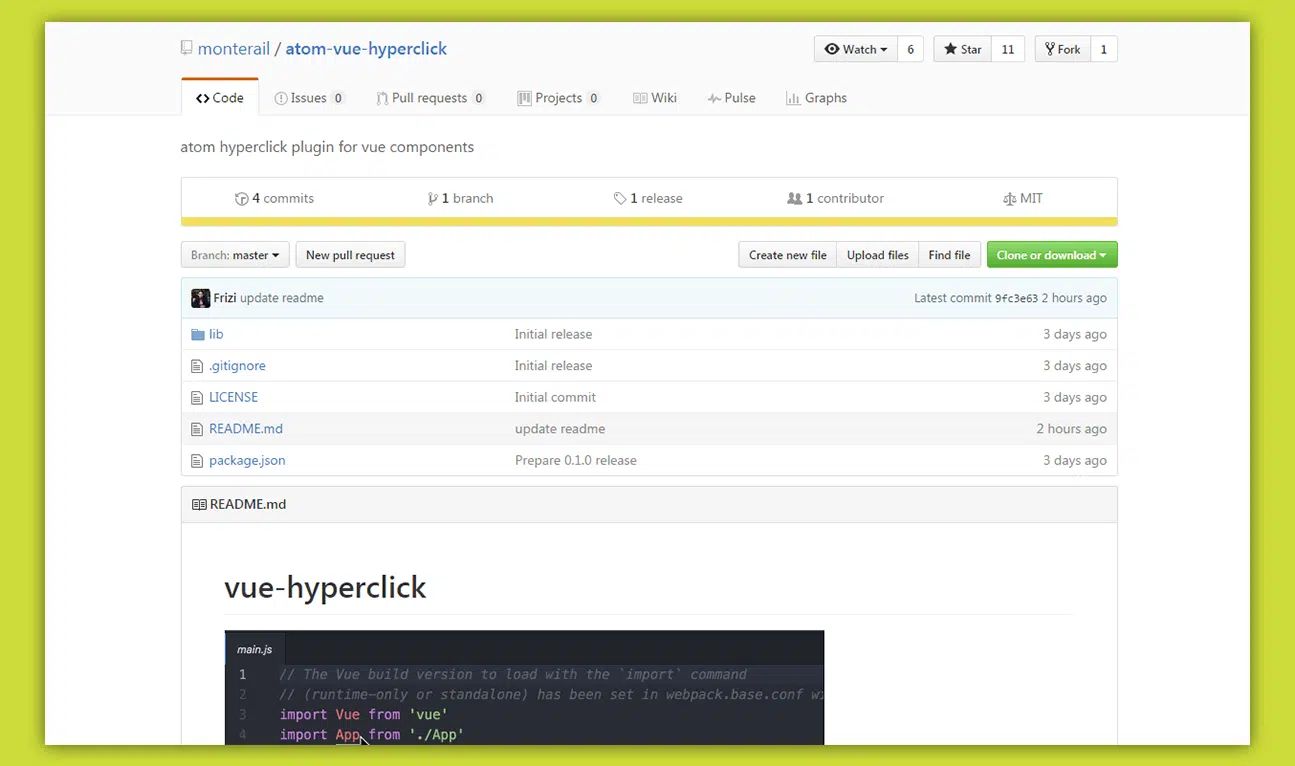 monterail / atom-vue-hyperclick Watch 6 Star 11 Fork 1
Code Issues 0 Pull requests 0 Projects 0 Wiki Pulse Graphs
atom hyperclick plugin for vue components
4 commits 1 branch 1 release 1 contributor MIT
Branch: master New pull request Create new file Upload files Find file Clone or download
Frizi update readme Latest commit 9fc3e63 2 hours ago
lib Initial release 3 days ago
.gitignore Initial release 3 days ago
LICENSE Initial commit 3 days ago
README.md update readme 2 hours ago
package.json Prepare 0.1.0 release 3 days ago
README.md
vue-hyperclick
main.js
1 // The Vue build version to load with the `import` command
2 // (runtime-only or standalone) has been set in webpack.base.conf wi
3 import Vue from 'vue'
4 import App from './App'